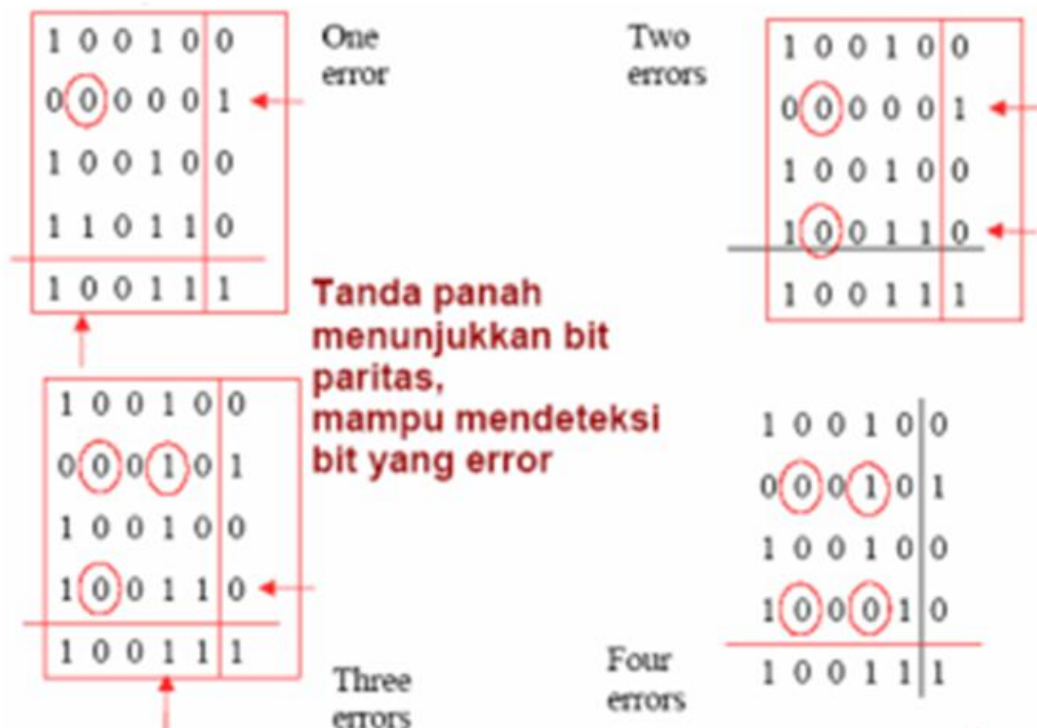 1 0 0 1 0 0
0 0 0 0 0 1
1 0 0 1 0 0
1 1 0 1 1 0
1 0 0 1 1 1
One
error
Two
errors
1 0 0 1 0 0
0 0 0 0 0 1
1 0 0 1 0 0
1 0 0 1 1 0
1 0 0 1 1 1
Tanda panah
menunjukkan bit
paritas,
mampu mendeteksi
bit yang error
1 0 0 1 0 0
0 0 0 1 0 1
1 0 0 1 0 0
1 0 0 1 1 0
1 0 0 1 1 1
Three
errors
Four
errors
1 0 0 1 0 0
0 0 0 1 0 1
1 0 0 1 0 0
1 0 0 0 1 0
1 0 0 1 1 1